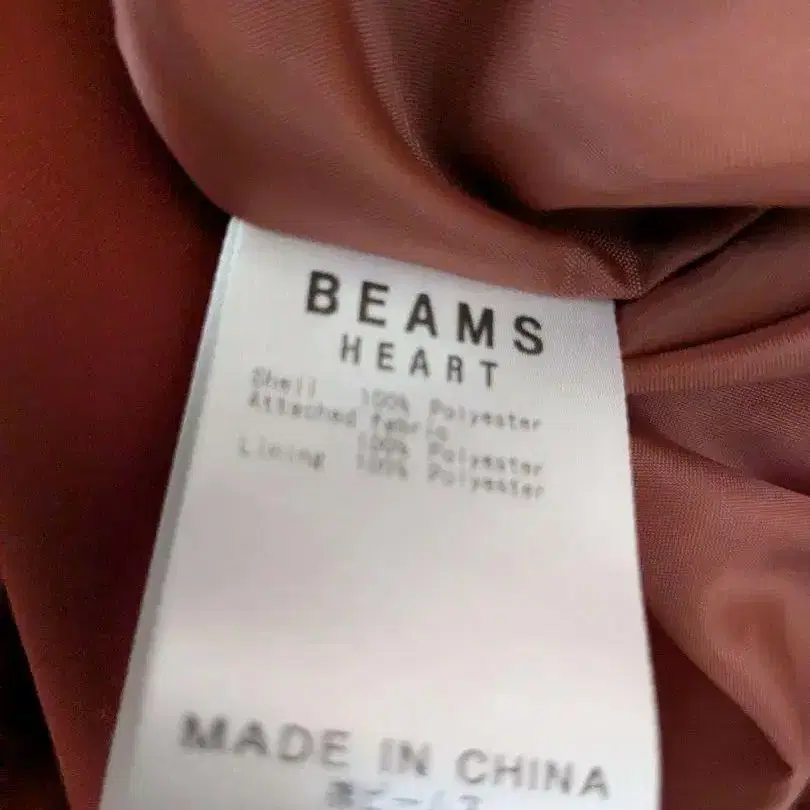 BEAMS
HEART
Shell 100% Polyester
Attached fabric
100% Polyester
Lining 100% Polyester
MADE IN CHINA